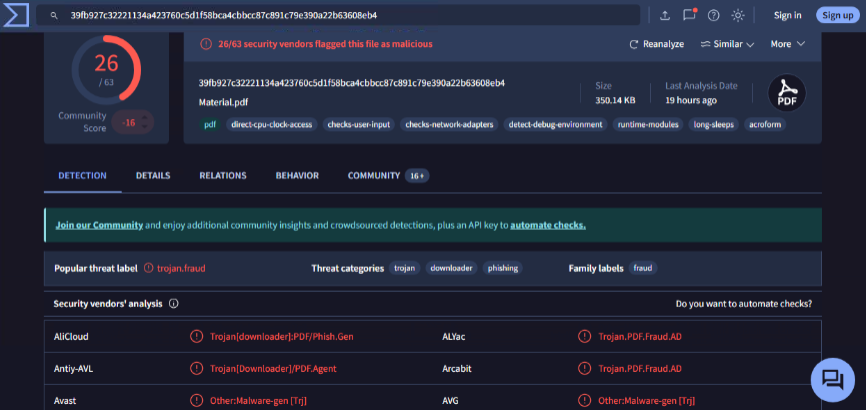 39fb927c32221134a423760c5d1f58bca4cbbcc87c891c79e390a22b63608eb4
Sign in
Sign up
26
/ 63
Community Score
-16
26/63 security vendors flagged this file as malicious
Reanalyze
Similar
More
39fb927c32221134a423760c5d1f58bca4cbbcc87c891c79e390a22b63608eb4
Material.pdf
Size
350.14 KB
Last Analysis Date
19 hours ago
PDF
pdf direct-cpu-clock-access checks-user-input checks-network-adapters detect-debug-environment runtime-modules long-sleeps acroform
DETECTION DETAILS RELATIONS BEHAVIOR COMMUNITY 16+
Join our Community and enjoy additional community insights and crowdsourced detections, plus an API key to automate checks.
Popular threat label trojan.fraud Threat categories trojan downloader phishing Family labels fraud
Security vendors' analysis Do you want to automate checks?
AliCloud Trojan[downloader]:PDF/Phish.Gen ALYac Trojan.PDF.Fraud.AD
Antiy-AVL Trojan[Downloader]/PDF.Agent Arcabit Trojan.PDF.Fraud.AD
Avast Other:Malware-gen [Trj] AVG Other:Malware-gen [Trj]